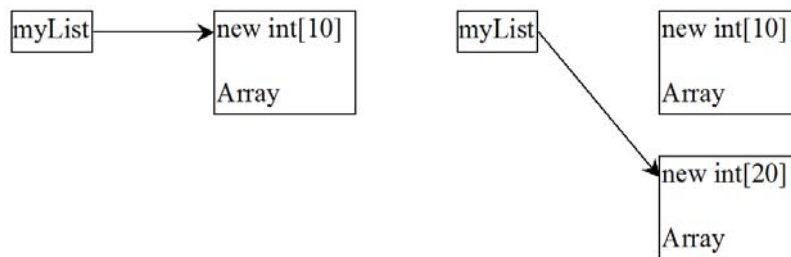 myList
new int[10]
Array
myList
new int[10]
Array
new int[20]
Array